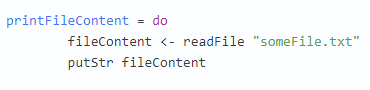 printFileContent = do
        fileContent <- readFile "someFile.txt"
        putStr fileContent